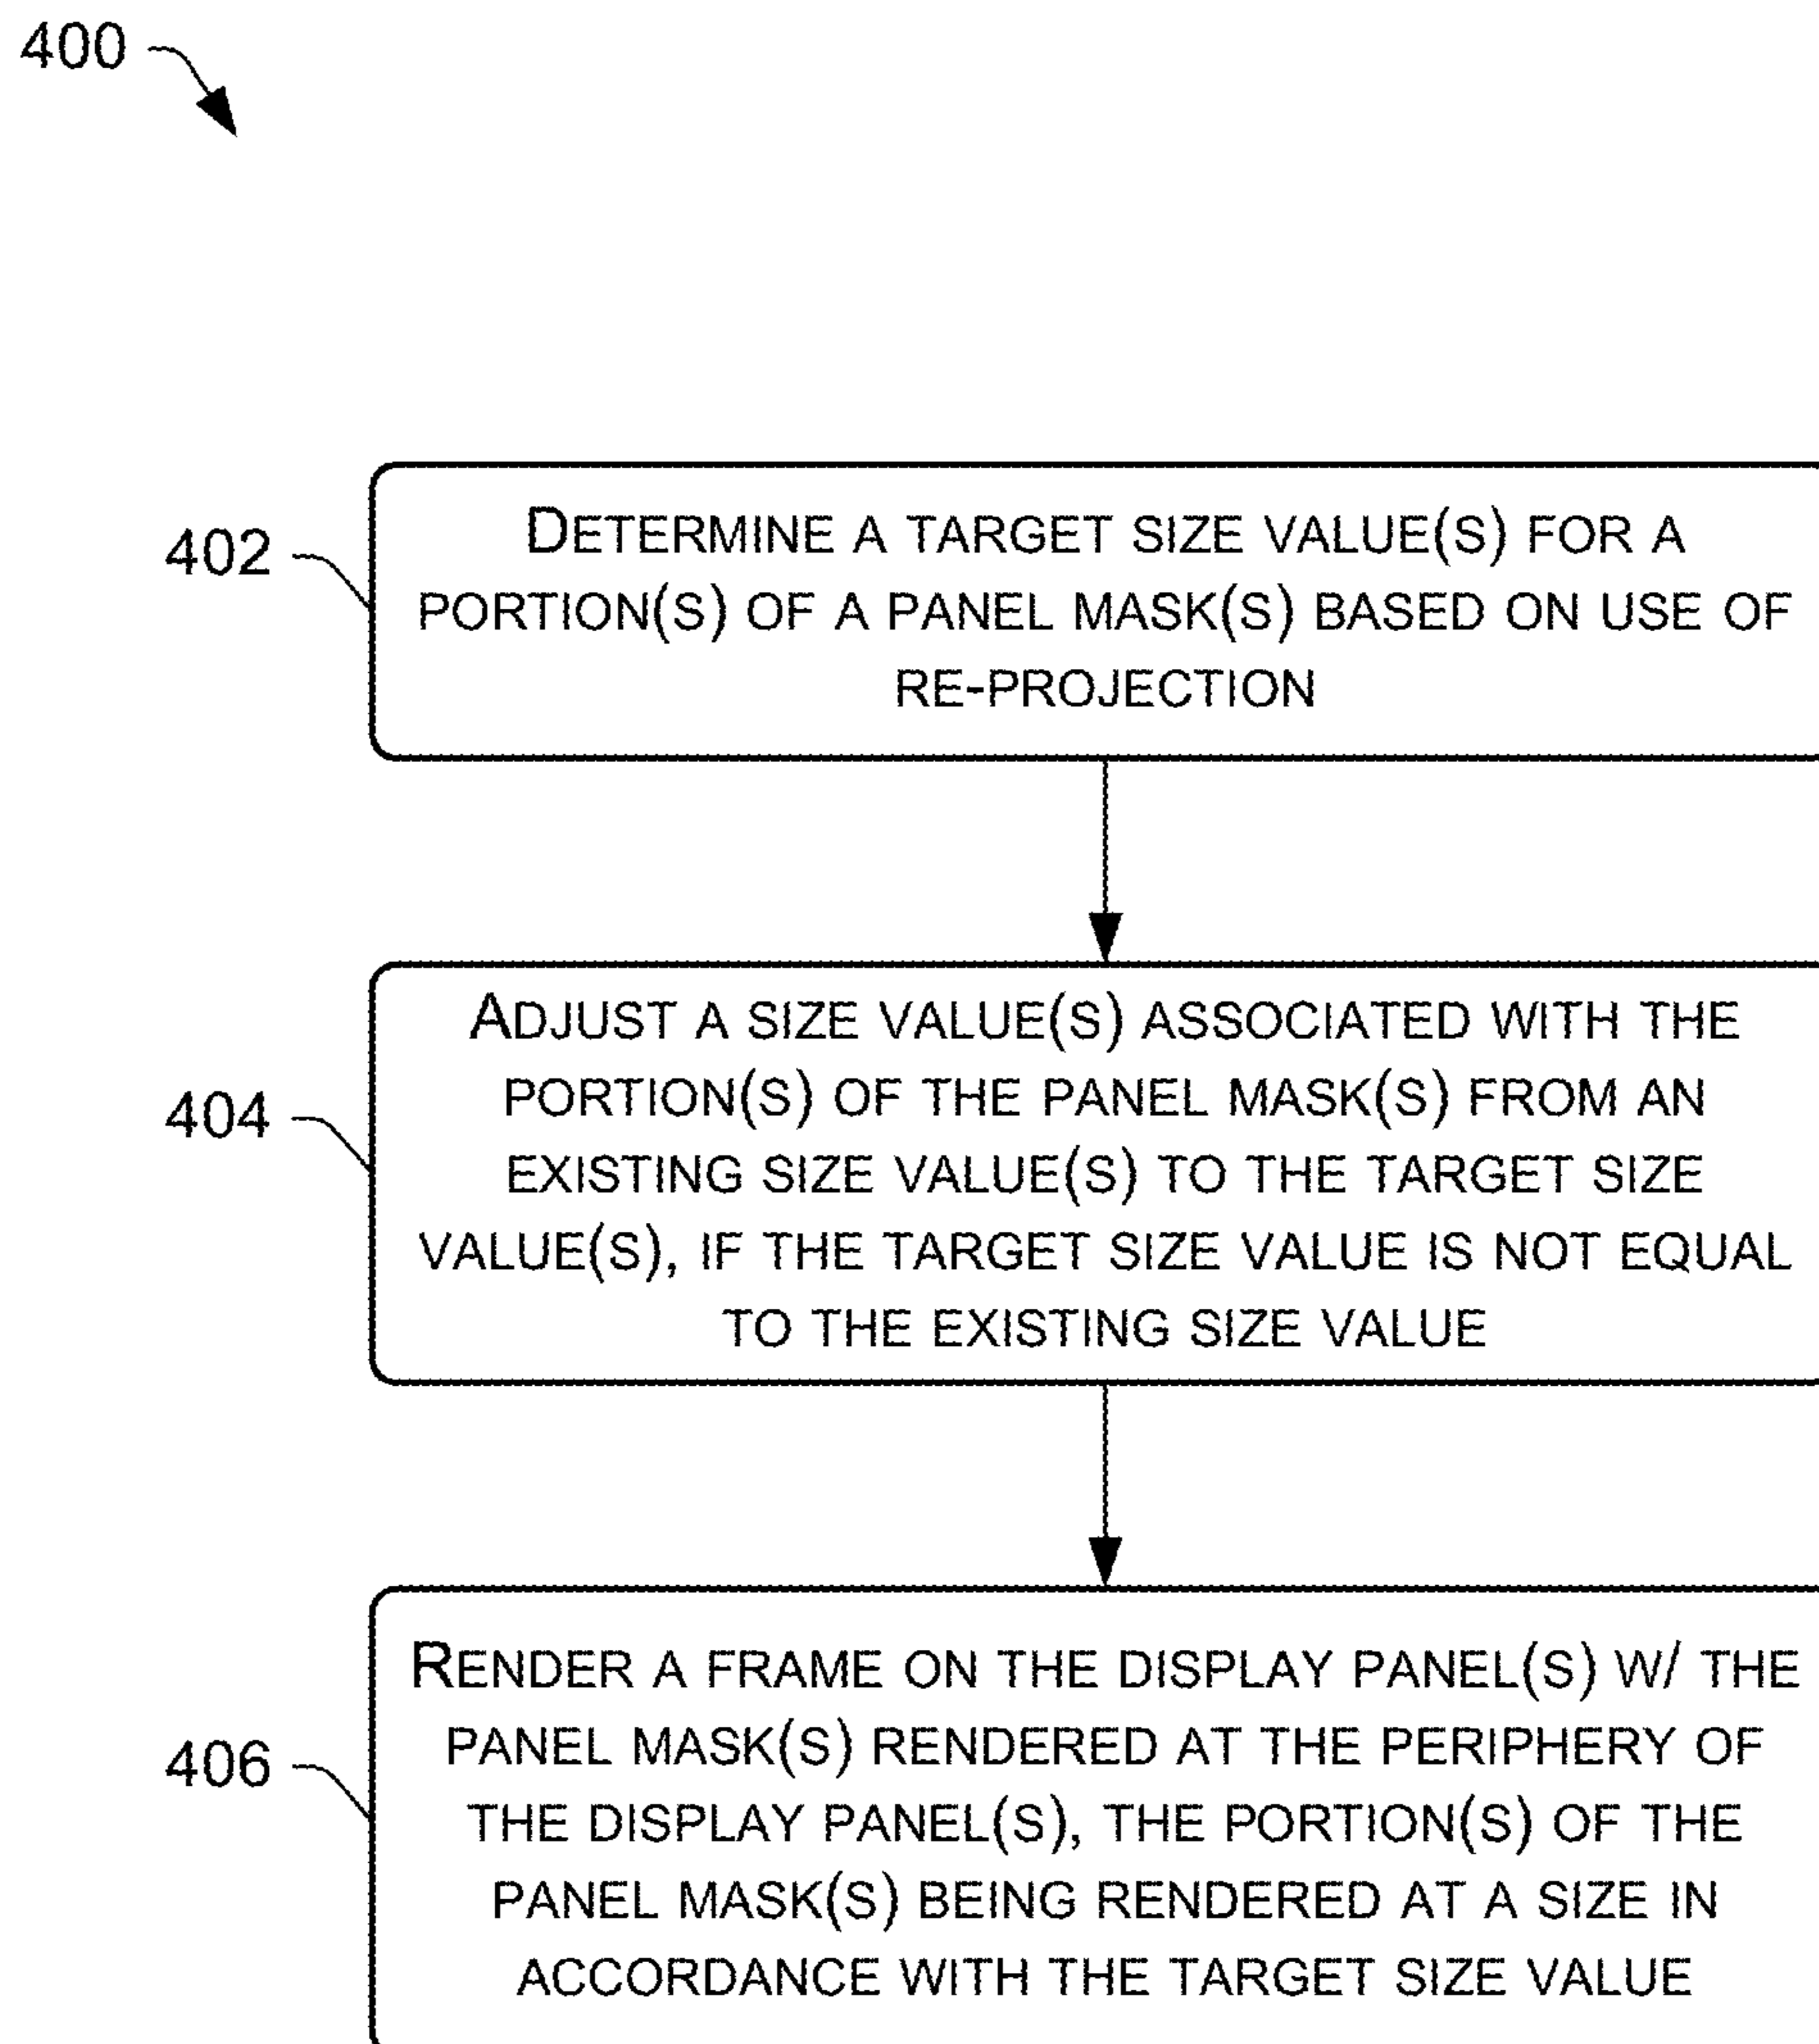 400
402
DETERMINE A TARGET SIZE VALUE(S) FOR A
PORTION(S) OF A PANEL MASK(S) BASED ON USE OF
RE-PROJECTION
404
ADJUST A SIZE VALUE(S) ASSOCIATED WITH THE
PORTION(S) OF THE PANEL MASK(S) FROM AN
EXISTING SIZE VALUE(S) TO THE TARGET SIZE
VALUE(S), IF THE TARGET SIZE VALUE IS NOT EQUAL
TO THE EXISTING SIZE VALUE
406
RENDER A FRAME ON THE DISPLAY PANEL(S) W/ THE
PANEL MASK(S) RENDERED AT THE PERIPHERY OF
THE DISPLAY PANEL(S), THE PORTION(S) OF THE
PANEL MASK(S) BEING RENDERED AT A SIZE IN
ACCORDANCE WITH THE TARGET SIZE VALUE